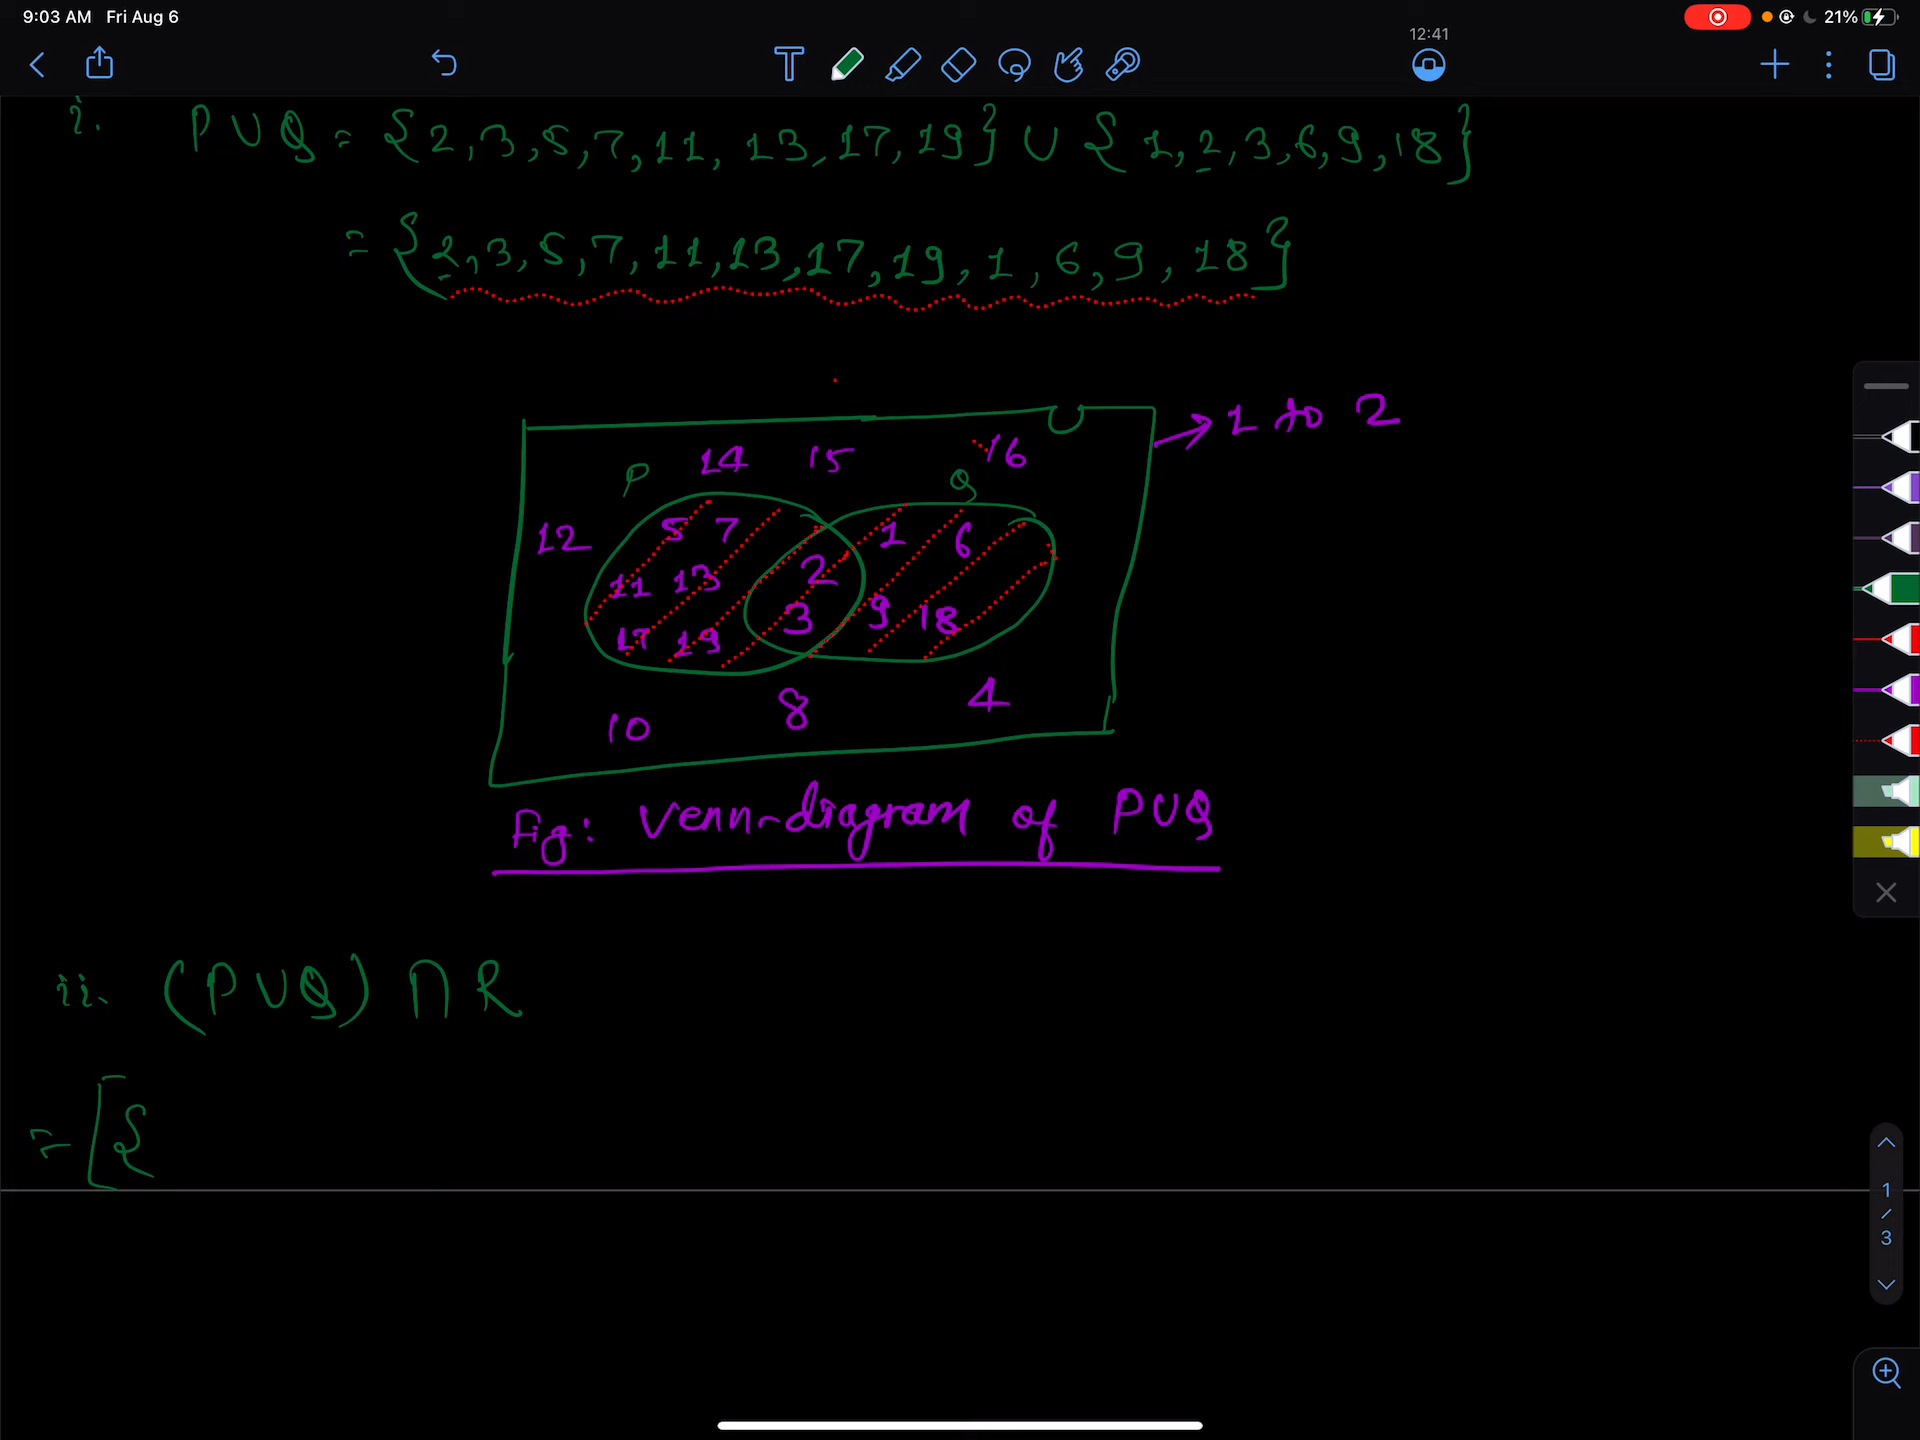 9:03 AM Fri Aug 6
21%
12:41
T
i. P∪Q = {2,3,5,7,11,13,17,19} ∪ {1,2,3,6,9,18}
= {2,3,5,7,11,13,17,19,1,6,9,18}
U → 1 to 2
14 15 16
P Q
12 5 7 1 6
11 13 2
17 19 3 9 18
10 8 4
Fig: Venn-diagram of P∪Q
ii. (P∪Q) ∩ R
= [{
1
/
3